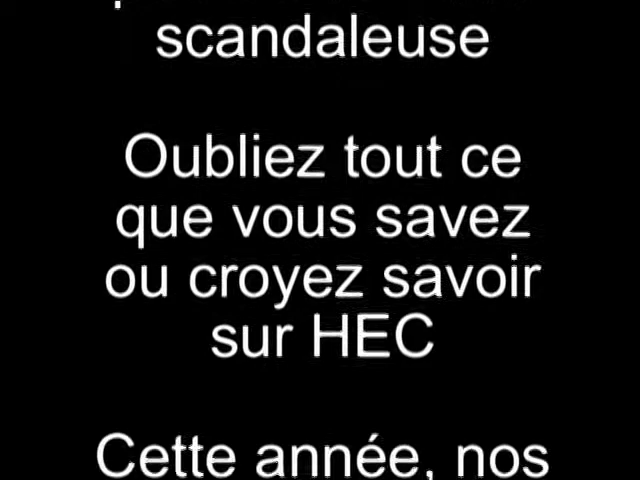 scandaleuse
Oubliez tout ce
que vous savez
ou croyez savoir
sur HEC
Cette année, nos